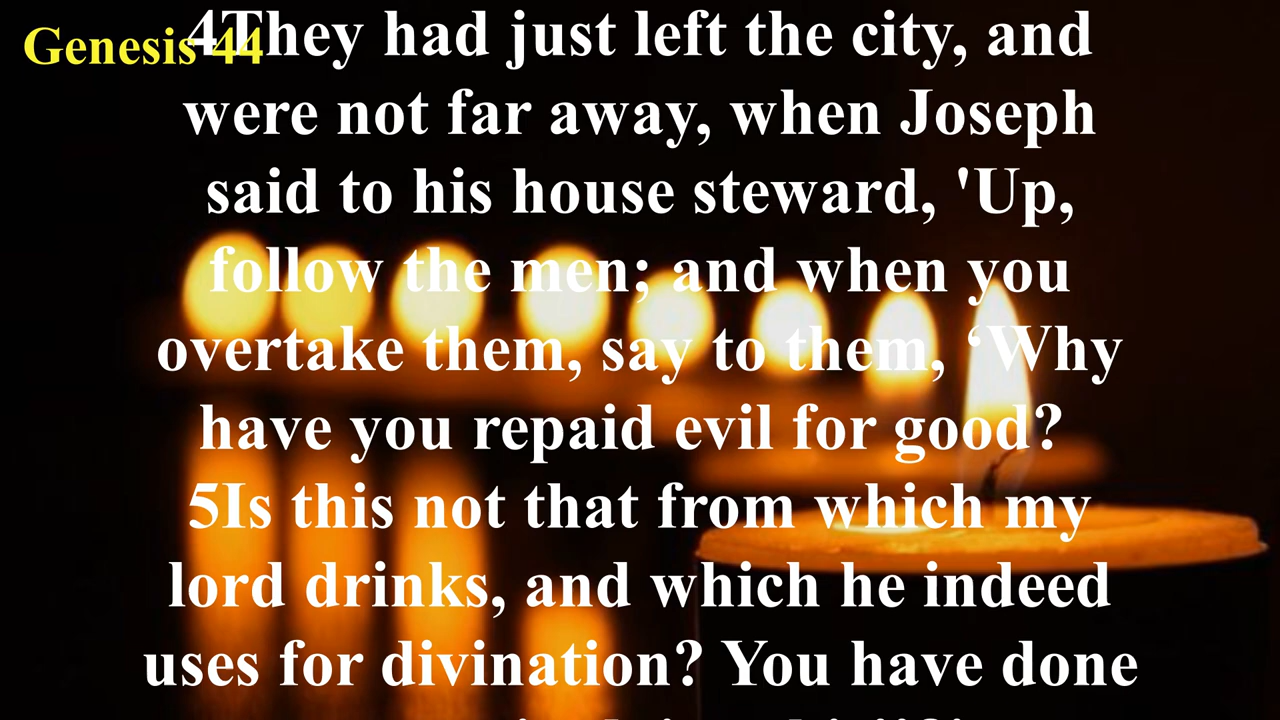 Genesis 44
4They had just left the city, and
were not far away, when Joseph
said to his house steward, 'Up,
follow the men; and when you
overtake them, say to them, ‘Why
have you repaid evil for good?
5Is this not that from which my
lord drinks, and which he indeed
uses for divination? You have done